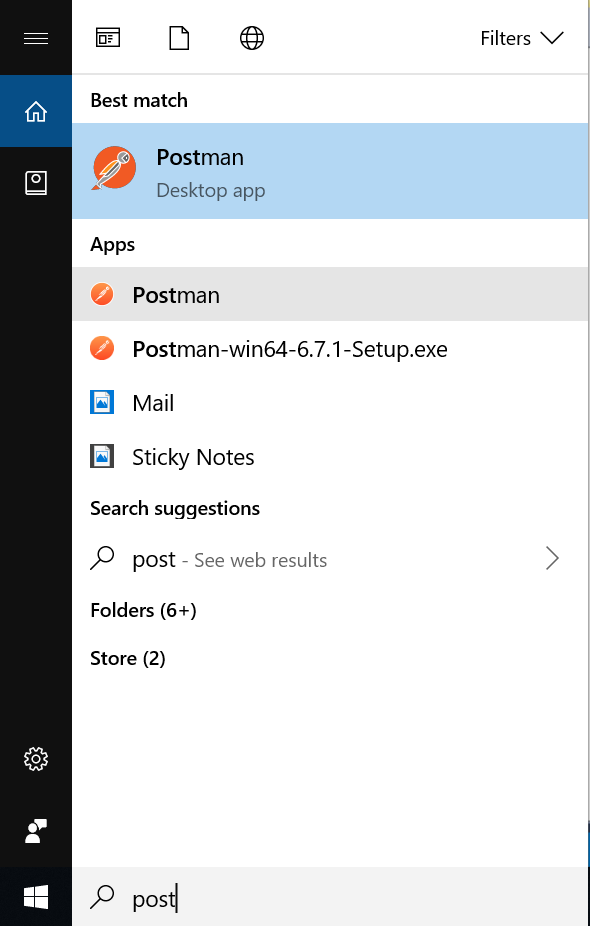 Filters
Best match
Postman
Desktop app
Apps
Postman
Postman-win64-6.7.1-Setup.exe
Mail
Sticky Notes
Search suggestions
post - See web results
Folders (6+)
Store (2)
post